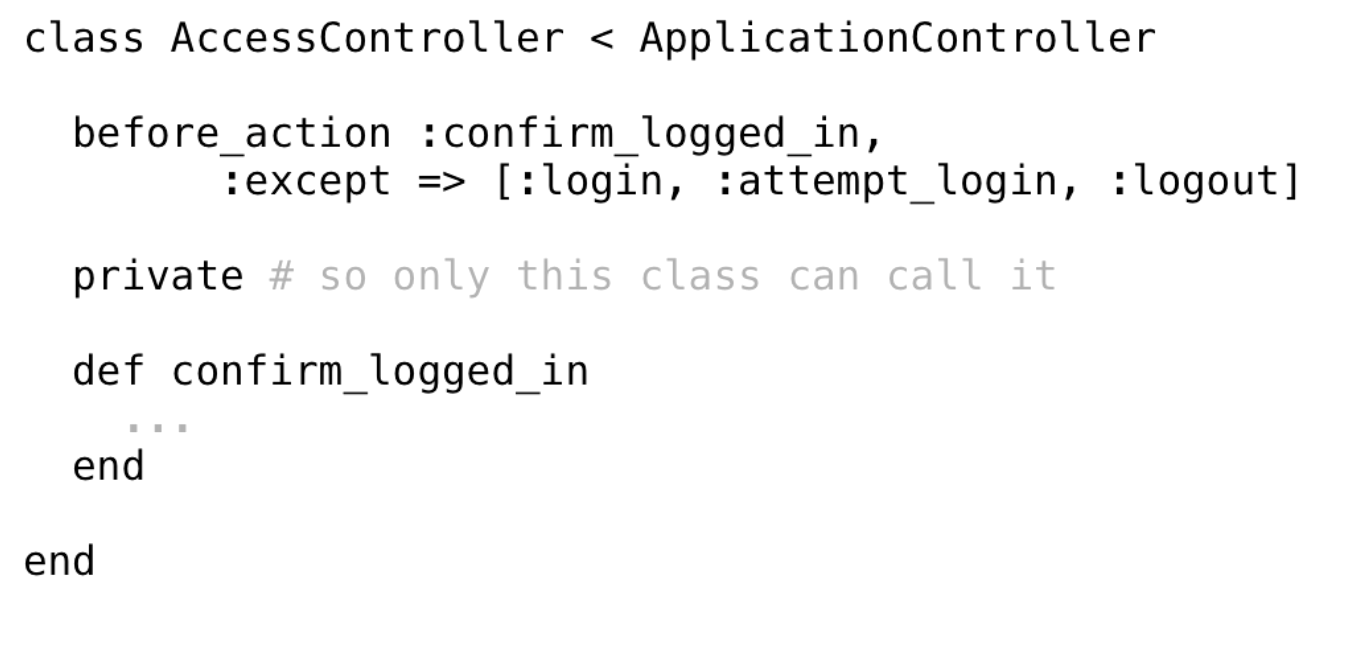 class AccessController < ApplicationController
before_action :confirm_logged_in,
:except => [:login, :attempt_login, :logout]
private # so only this class can call it
def confirm_logged_in
...
end
end